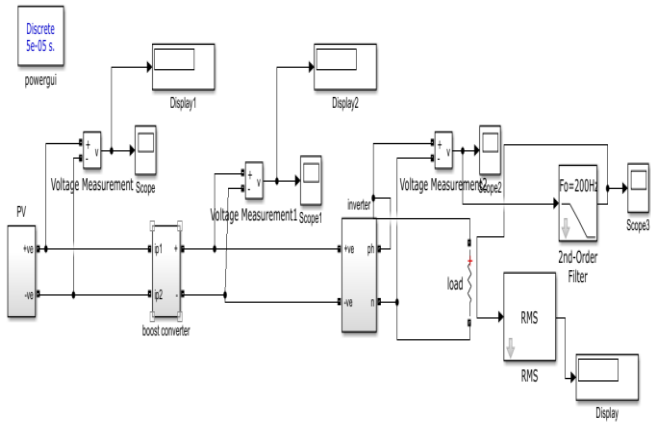 Discrete
5e-05 s.
powergui
Display1
Display2
+
-
v
Voltage Measurement
Scope
+
-
v
Voltage Measurement1
Scope1
+
-
v
Voltage Measurement2
Scope2
Fo=200Hz
2nd-Order
Filter
Scope3
PV
+ve
-ve
ip1
+
ip2
-
boost converter
inverter
+ve
ph
-ve
n
+
load
RMS
RMS
Display